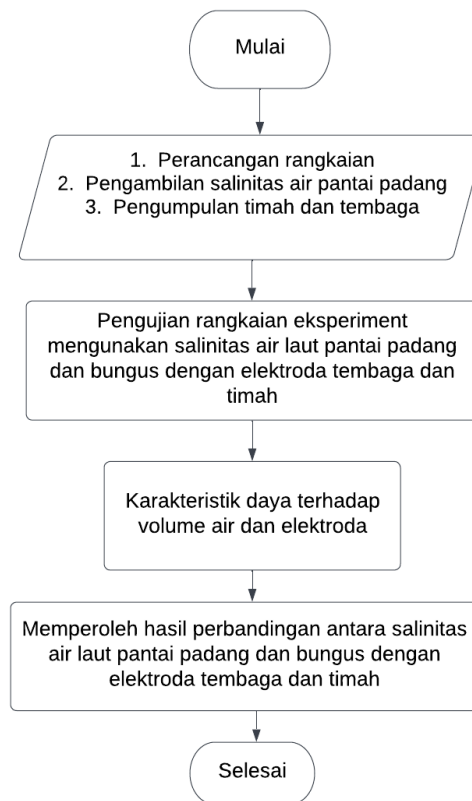 Mulai
1. Perancangan rangkaian
2. Pengambilan salinitas air pantai padang
3. Pengumpulan timah dan tembaga
Pengujian rangkaian eksperiment
mengunakan salinitas air laut pantai padang
dan bungus dengan elektroda tembaga dan
timah
Karakteristik daya terhadap
volume air dan elektroda
Memperoleh hasil perbandingan antara salinitas
air laut pantai padang dan bungus dengan
elektroda tembaga dan timah
Selesai